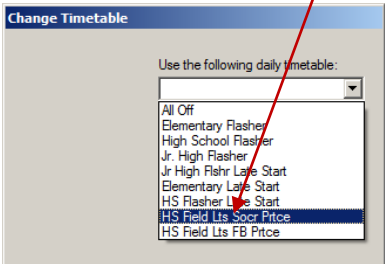 Change Timetable
Use the following daily timetable:
All Off
Elementary Flasher
High School Flasher
Jr. High Flasher
Jr High Flshr Late Start
Elementary Late Start
HS Flasher Late Start
HS Field Lts Socr Prtce
HS Field Lts FB Prtce